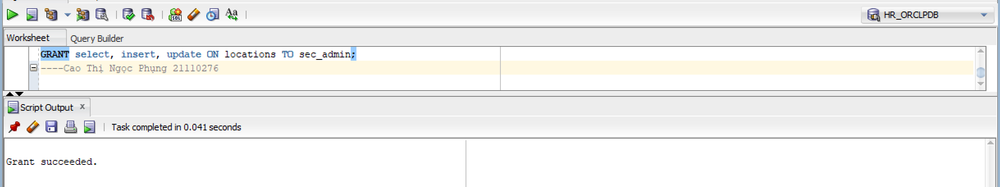 HR_ORCLPDB
Worksheet
Query Builder
GRANT select, insert, update ON locations TO sec_admin;
----Cao Thị Ngọc Phụng 21110276
Script Output x
Task completed in 0.041 seconds
Grant succeeded.